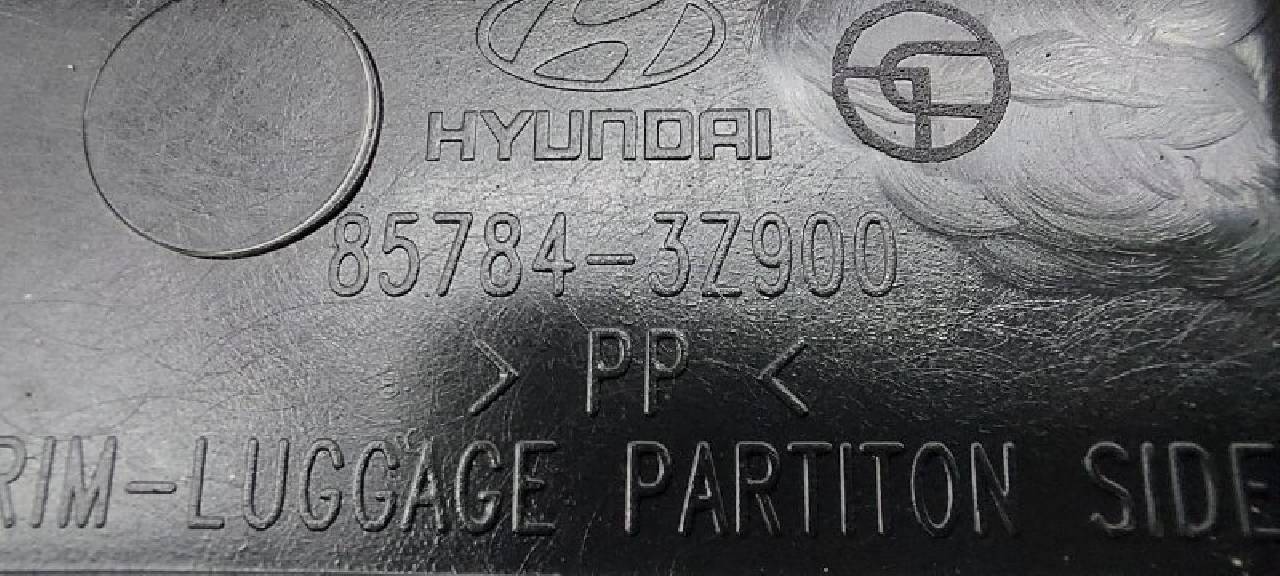 HYUNDAI
85784-3Z900
> PP <
RIM-LUGGAGE PARTITON SIDE